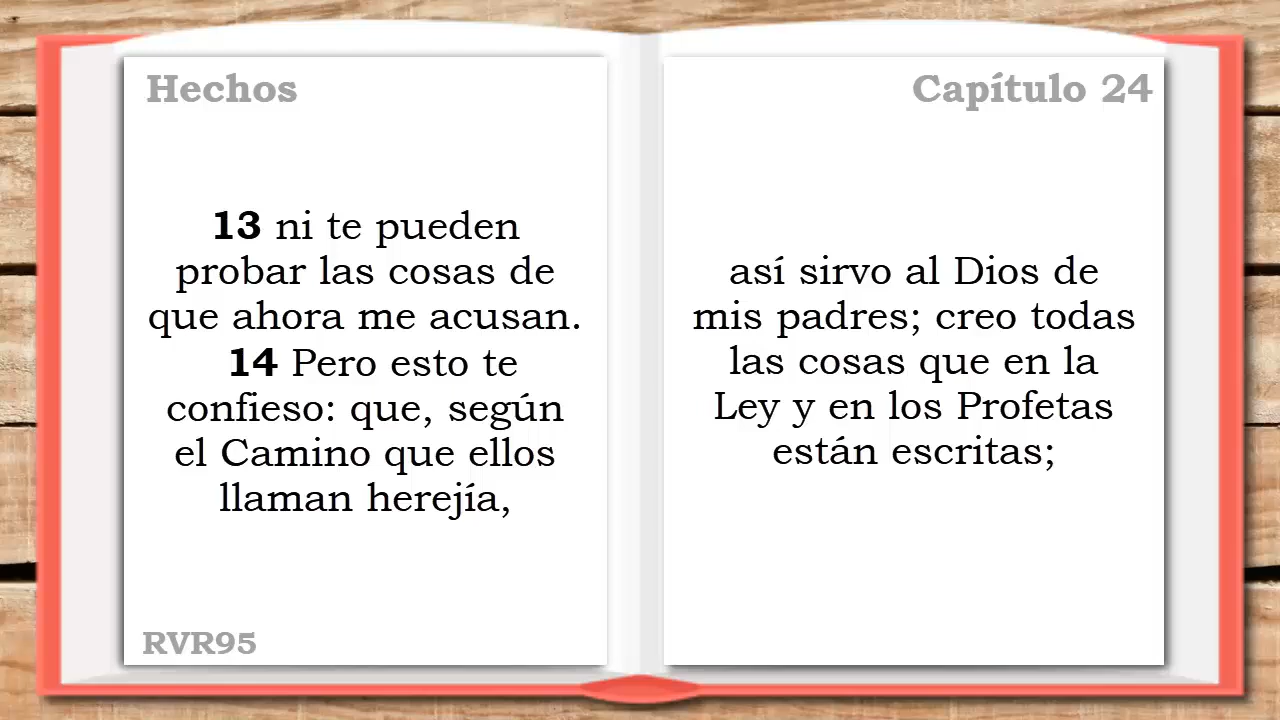 Hechos
13 ni te pueden
probar las cosas de
que ahora me acusan.
14 Pero esto te
confieso: que, según
el Camino que ellos
llaman herejía,
RVR95
Capítulo 24
así sirvo al Dios de
mis padres; creo todas
las cosas que en la
Ley y en los Profetas
están escritas;